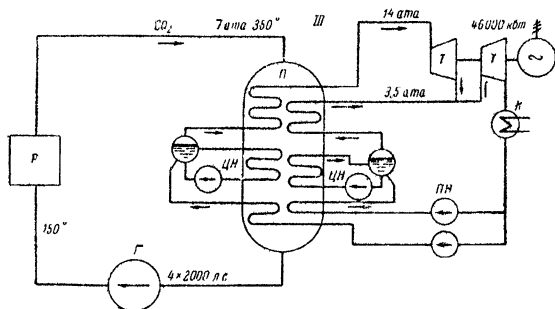 CO₂
7 ата 350°
III
14 ата
46000 квт
П
Т
Т
3,5 ата
К
Р
ЦН
ЦН
ПН
150°
Г
4×2000 л.с